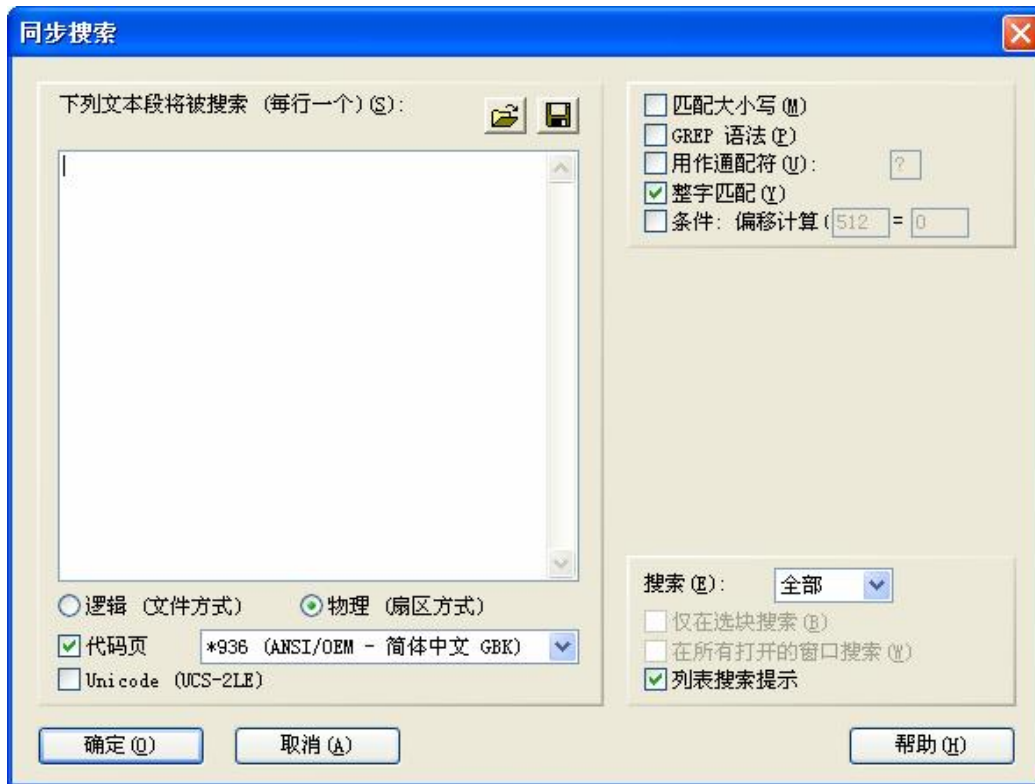 同步搜索
下列文本段将被搜索 (每行一个)(S):
匹配大小写(M)
GREP 语法(P)
用作通配符(U): ?
整字匹配(Y)
条件: 偏移计算( 512 = 0
逻辑 (文件方式) 物理 (扇区方式)
代码页 *936 (ANSI/OEM - 简体中文 GBK)
Unicode (UCS-2LE)
搜索(E): 全部
仅在选块搜索(B)
在所有打开的窗口搜索(W)
列表搜索提示
确定(O) 取消(A) 帮助(H)